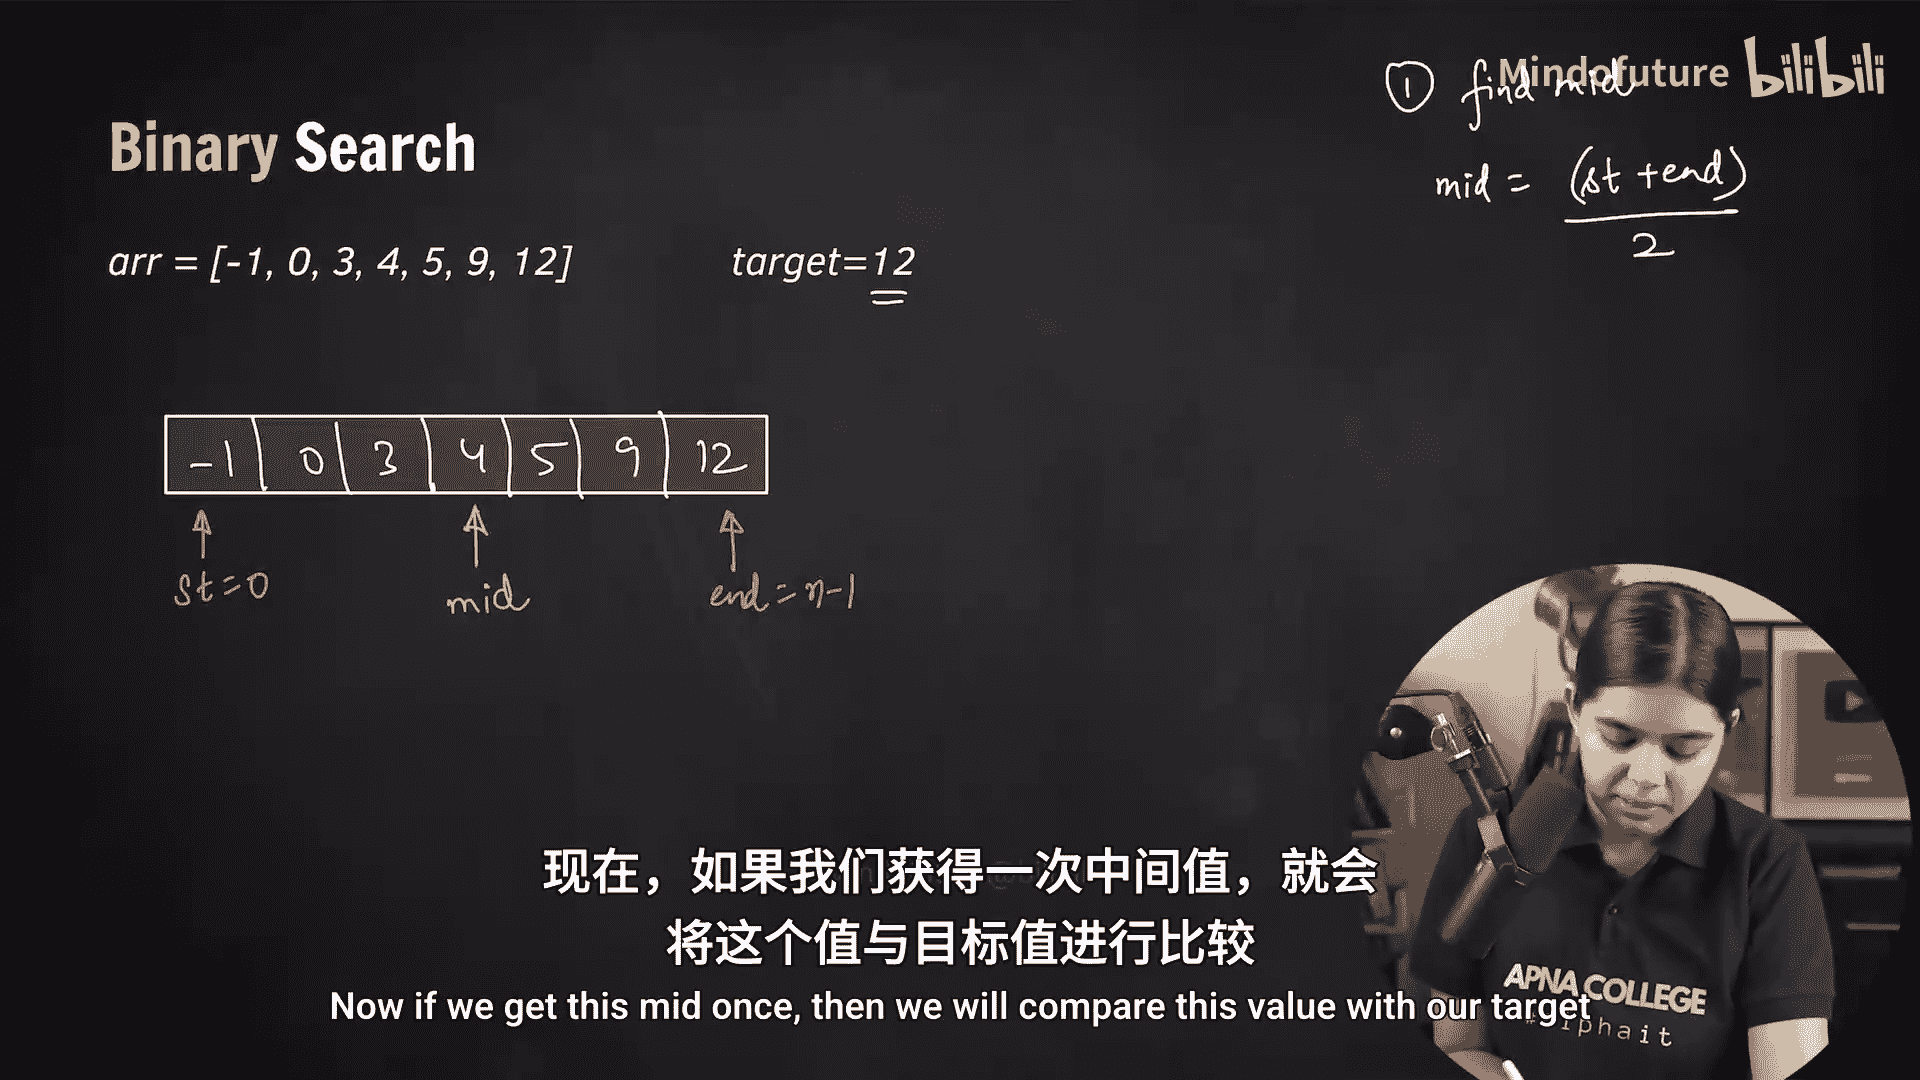 Mindofuture bilibili
① find mid
Binary Search
mid = (st + end)
2
arr = [-1, 0, 3, 4, 5, 9, 12] target=12
-1 0 3 4 5 9 12
st=0 mid end=n-1
现在，如果我们获得一次中间值，就会
将这个值与目标值进行比较
APNA COLLEGE
Now if we get this mid once, then we will compare this value with our target